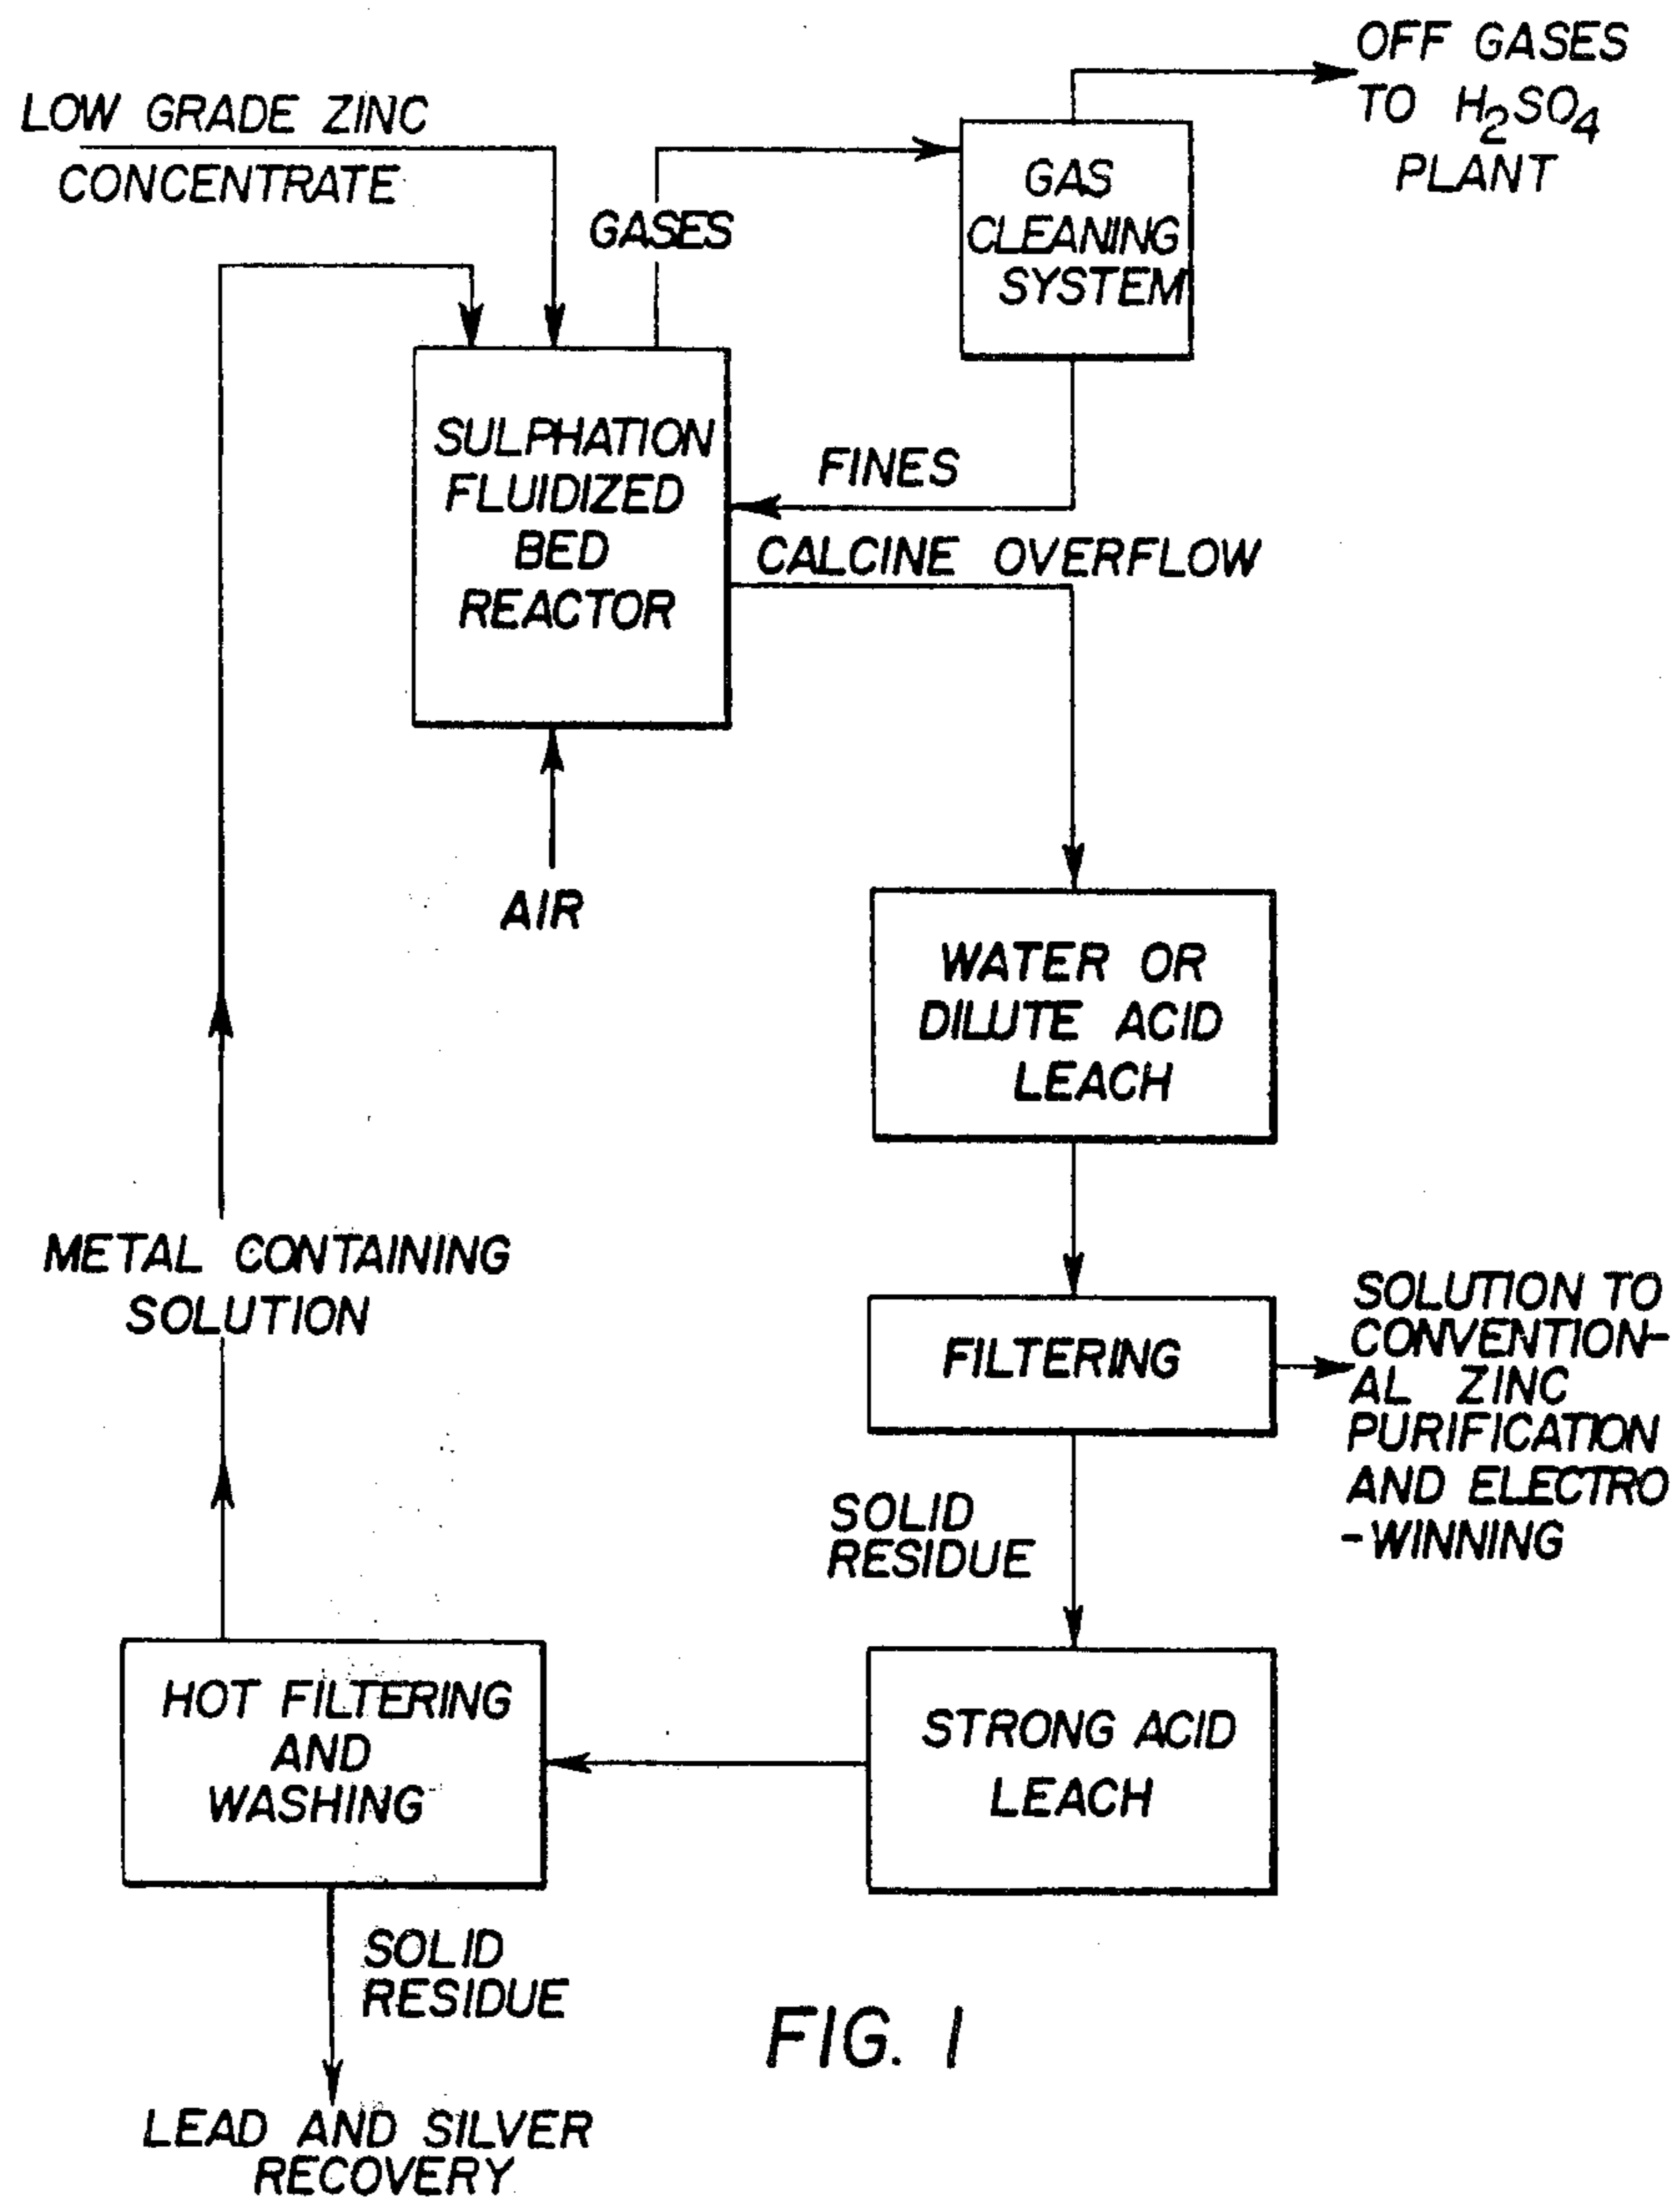 OFF GASES
TO H2SO4
PLANT
LOW GRADE ZINC
CONCENTRATE
GASES
GAS
CLEANING
SYSTEM
SULPHATION
FLUIDIZED
BED
REACTOR
FINES
CALCINE OVERFLOW
AIR
WATER OR
DILUTE ACID
LEACH
METAL CONTAINING
SOLUTION
FILTERING
SOLUTION TO
CONVENTION-
AL ZINC
PURIFICATION
AND ELECTRO
-WINNING
SOLID
RESIDUE
HOT FILTERING
AND
WASHING
STRONG ACID
LEACH
SOLID
RESIDUE
FIG. 1
LEAD AND SILVER
RECOVERY